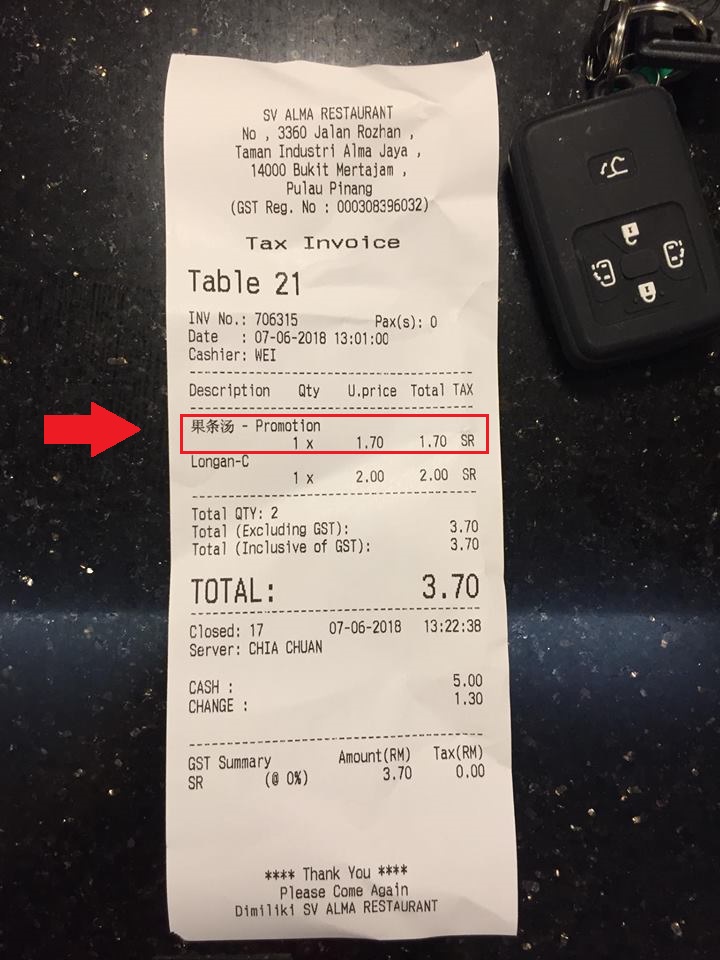 SV ALMA RESTAURANT
No , 3360 Jalan Rozhan ,
Taman Industri Alma Jaya ,
14000 Bukit Mertajam ,
Pulau Pinang
(GST Reg. No : 000308396032)
Tax Invoice
Table 21
INV No.: 706315 Pax(s): 0
Date : 07-06-2018 13:01:00
Cashier: WEI
Description Qty U.price Total TAX
果条汤 - Promotion
1 x 1.70 1.70 SR
Longan-C
1 x 2.00 2.00 SR
Total QTY: 2
Total (Excluding GST): 3.70
Total (Inclusive of GST): 3.70
TOTAL: 3.70
Closed: 17 07-06-2018 13:22:38
Server: CHIA CHUAN
CASH : 5.00
CHANGE : 1.30
GST Summary Amount(RM) Tax(RM)
SR (@ 0%) 3.70 0.00
**** Thank You ****
Please Come Again
Dimiliki SV ALMA RESTAURANT